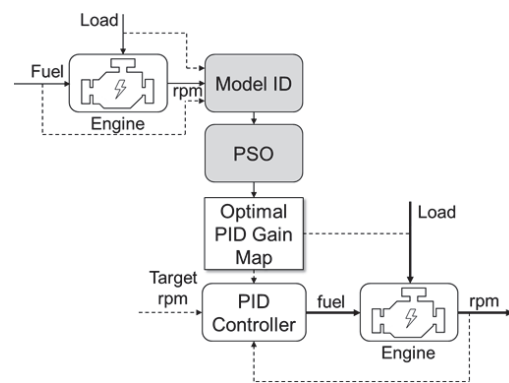 Load
Fuel
rpm
Engine
Model ID
PSO
Optimal
PID Gain
Map
Load
Target
rpm
PID
Controller
fuel
rpm
Engine